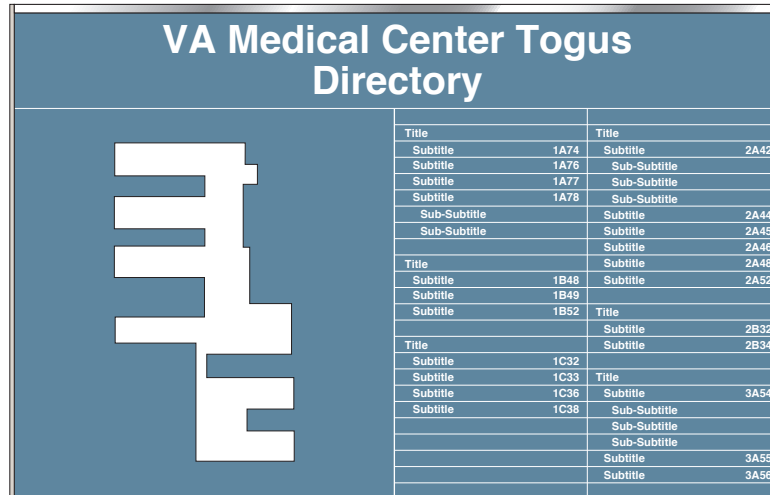 VA Medical Center Togus
Directory
Title
Subtitle 1A74
Subtitle 1A76
Subtitle 1A77
Subtitle 1A78
Sub-Subtitle
Sub-Subtitle
Title
Subtitle 1B48
Subtitle 1B49
Subtitle 1B52
Title
Subtitle 1C32
Subtitle 1C33
Subtitle 1C36
Subtitle 1C38
Title
Subtitle 2A42
Sub-Subtitle
Sub-Subtitle
Sub-Subtitle
Subtitle 2A44
Subtitle 2A45
Subtitle 2A46
Subtitle 2A48
Subtitle 2A52
Title
Subtitle 2B32
Subtitle 2B34
Title
Subtitle 3A54
Sub-Subtitle
Sub-Subtitle
Sub-Subtitle
Subtitle 3A55
Subtitle 3A56